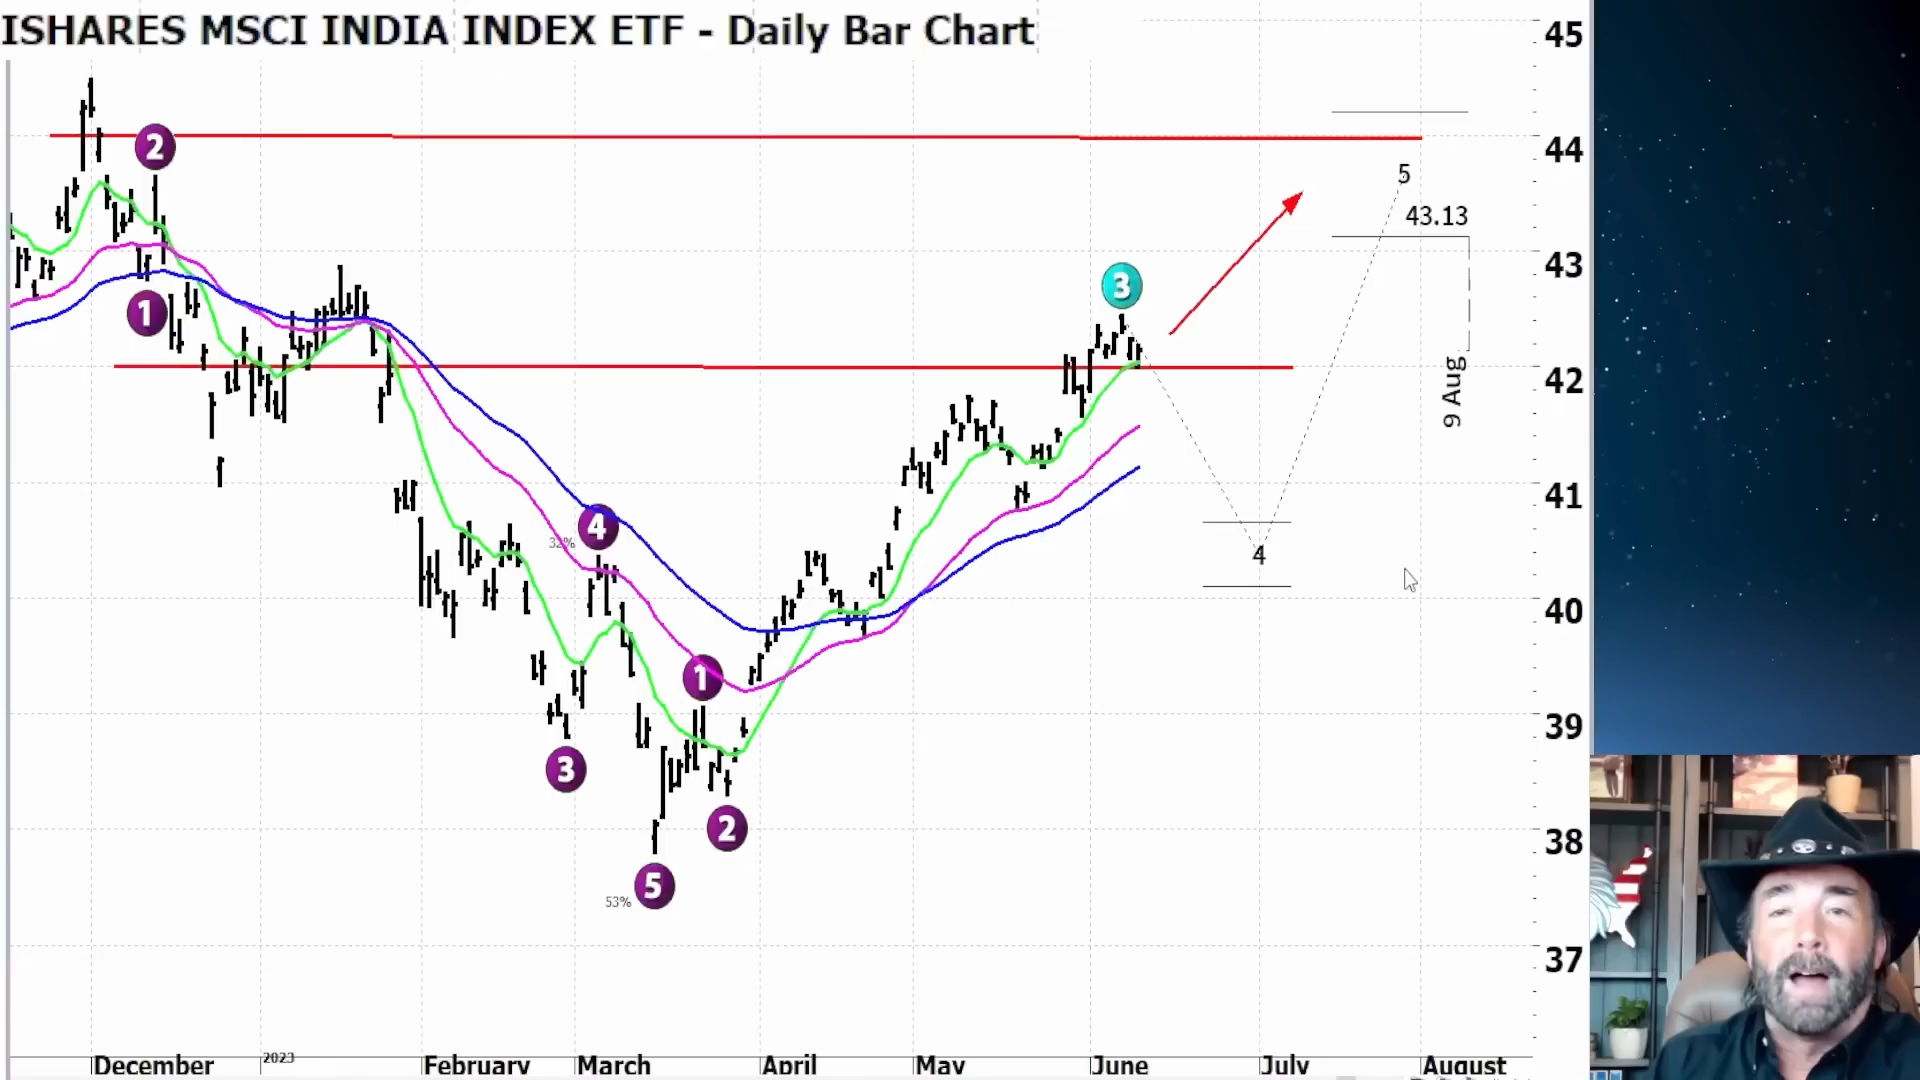 ISHARES MSCI INDIA INDEX ETF - Daily Bar Chart
45
2
44
5
43.13
43
3
1
42
9 Aug
41
4
32%
4
40
1
39
3
2
38
5
53%
37
December
2023
February
March
April
May
June
July
August